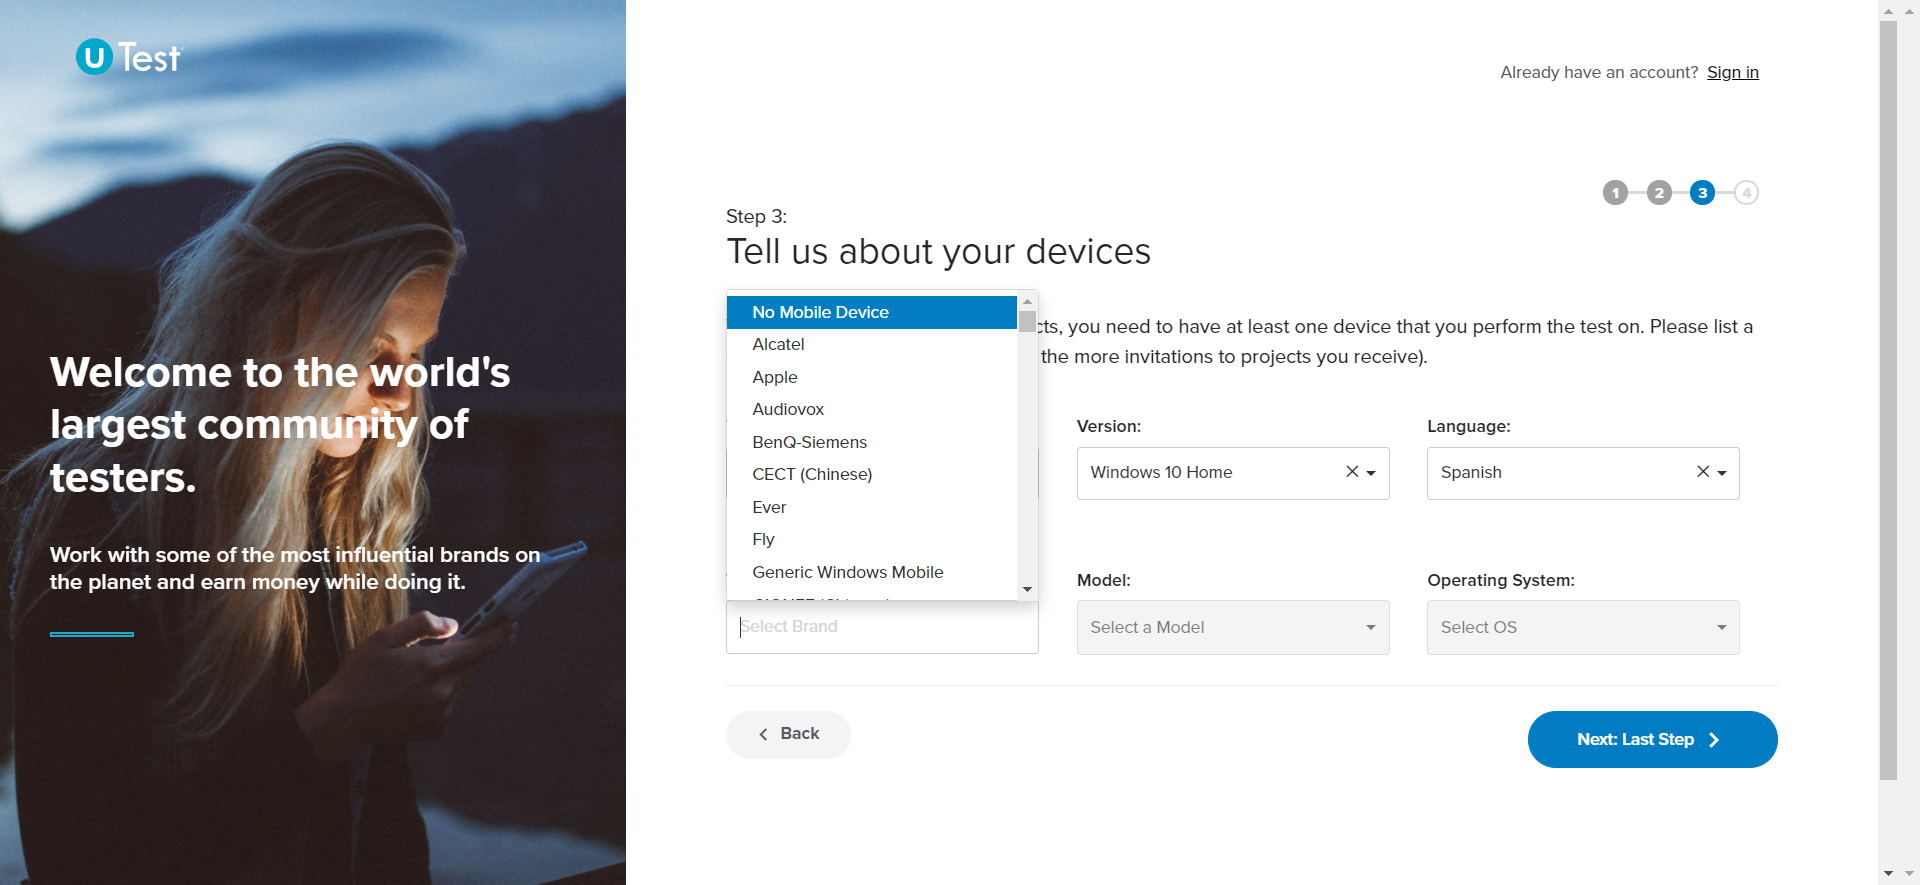 U Test
Already have an account? Sign in
1 2 3 4
Step 3:
Tell us about your devices
No Mobile Device
Alcatel
Apple
Audiovox
BenQ-Siemens
CECT (Chinese)
Ever
Fly
Generic Windows Mobile
cts, you need to have at least one device that you perform the test on. Please list a
the more invitations to projects you receive).
Version:
Language:
Windows 10 Home
Spanish
Model:
Operating System:
Select Brand
Select a Model
Select OS
Back
Next: Last Step
Welcome to the world's
largest community of
testers.
Work with some of the most influential brands on
the planet and earn money while doing it.